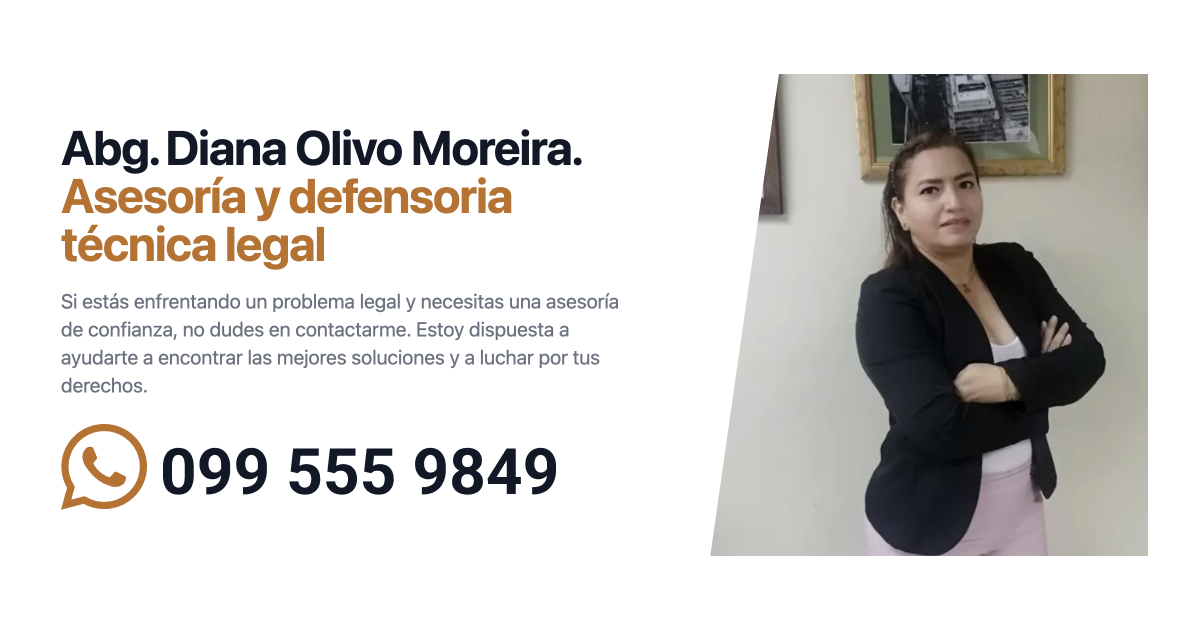 Abg. Diana Olivo Moreira.
Asesoría y defensoria
técnica legal
Si estás enfrentando un problema legal y necesitas una asesoría
de confianza, no dudes en contactarme. Estoy dispuesta a
ayudarte a encontrar las mejores soluciones y a luchar por tus
derechos.
099 555 9849